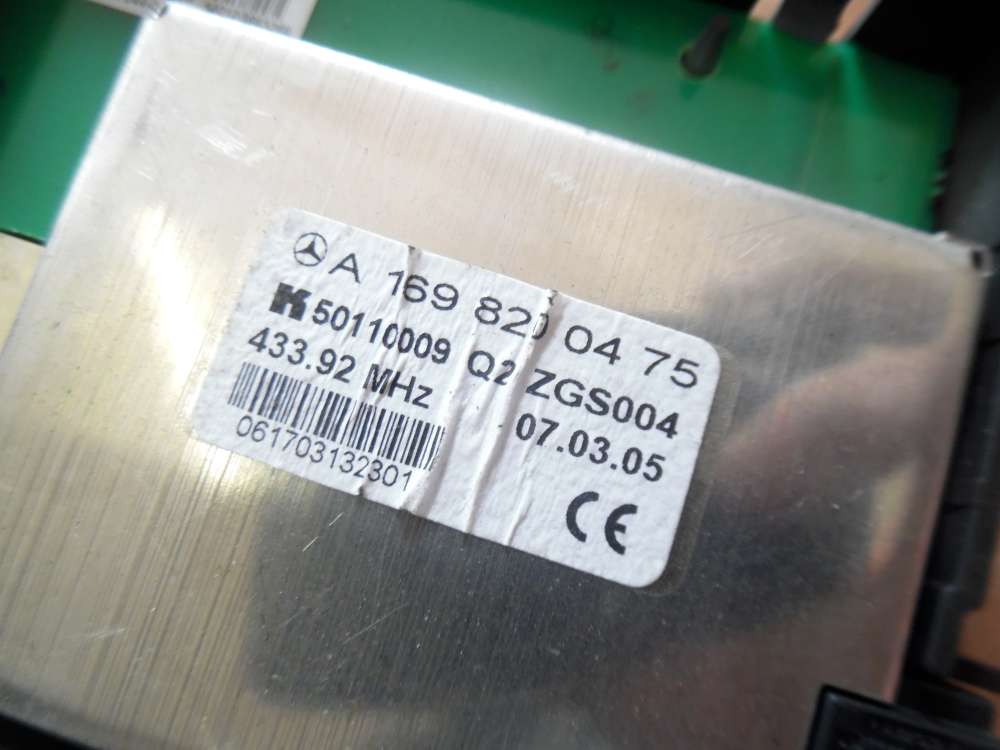 A 169 820 04 75
K 50110009 Q2 ZGS004
433.92 MHz 07.03.05
061703132301
CE